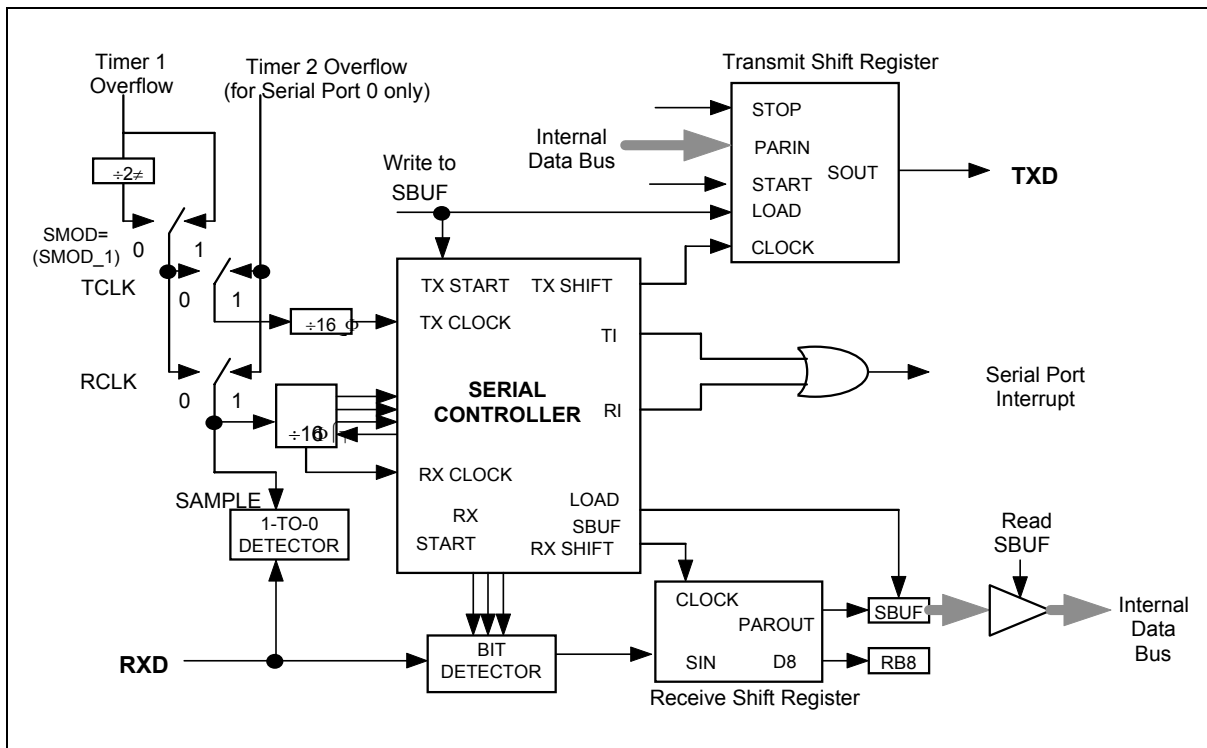 Timer 1
Overflow
Timer 2 Overflow
(for Serial Port 0 only)
÷2≠
SMOD=
(SMOD_1)
0
1
TCLK
0
1
÷16
RCLK
0
1
÷16
SAMPLE
1-TO-0
DETECTOR
RXD
Write to
SBUF
TX START
TX SHIFT
TX CLOCK
TI
SERIAL
CONTROLLER
RI
RX CLOCK
LOAD
SBUF
RX
START
RX SHIFT
BIT
DETECTOR
Transmit Shift Register
Internal
Data Bus
STOP
PARIN
START
SOUT
LOAD
CLOCK
TXD
Serial Port
Interrupt
CLOCK
PAROUT
SIN
D8
Receive Shift Register
SBUF
RB8
Read
SBUF
Internal
Data
Bus